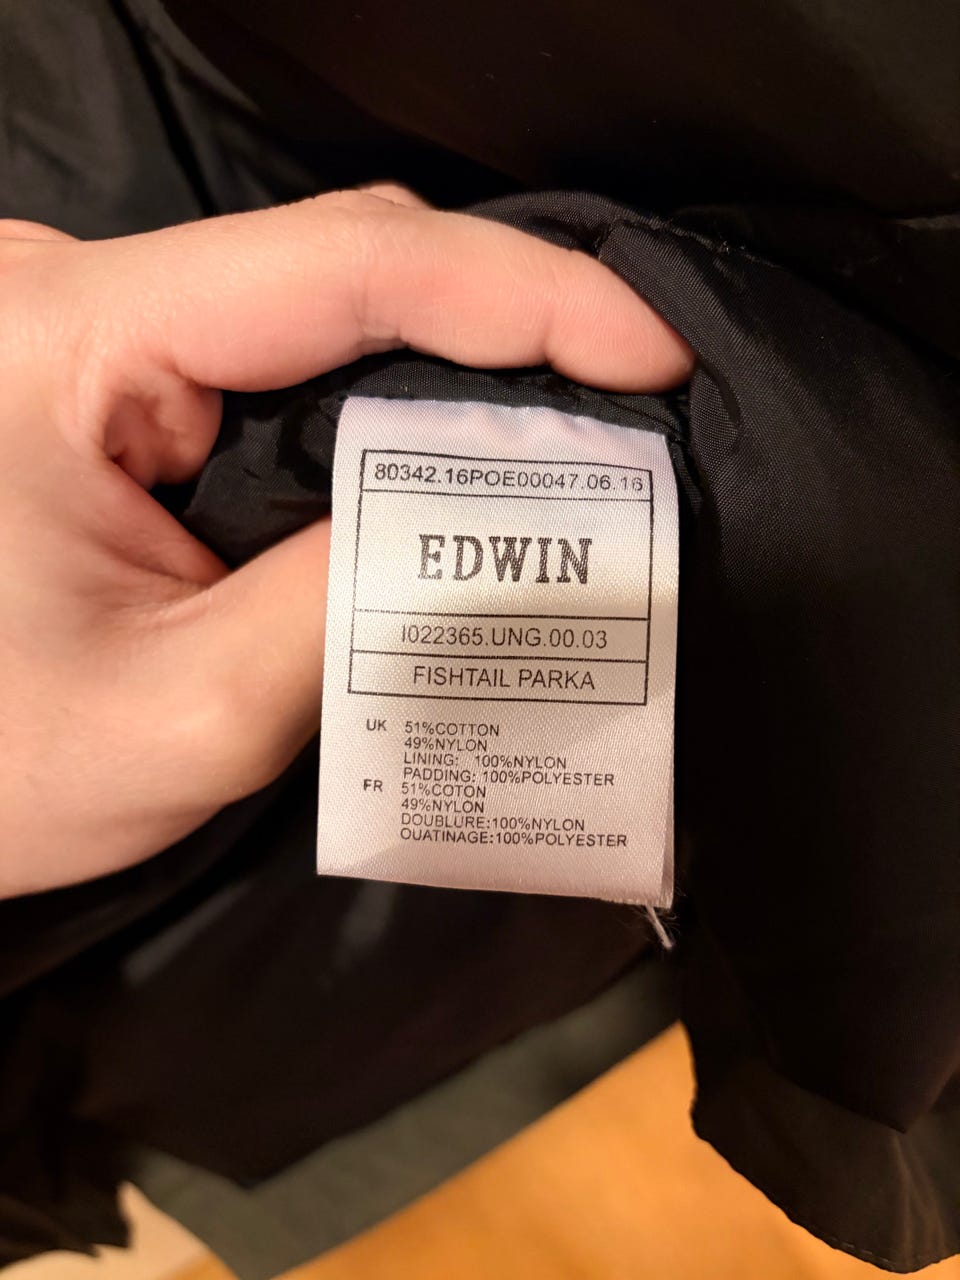 80342.16POE00047.06.16
EDWIN
I022365.UNG.00.03
FISHTAIL PARKA
UK 51%COTTON
49%NYLON
LINING: 100%NYLON
PADDING: 100%POLYESTER
FR 51%COTON
49%NYLON
DOUBLURE:100%NYLON
OUATINAGE:100%POLYESTER